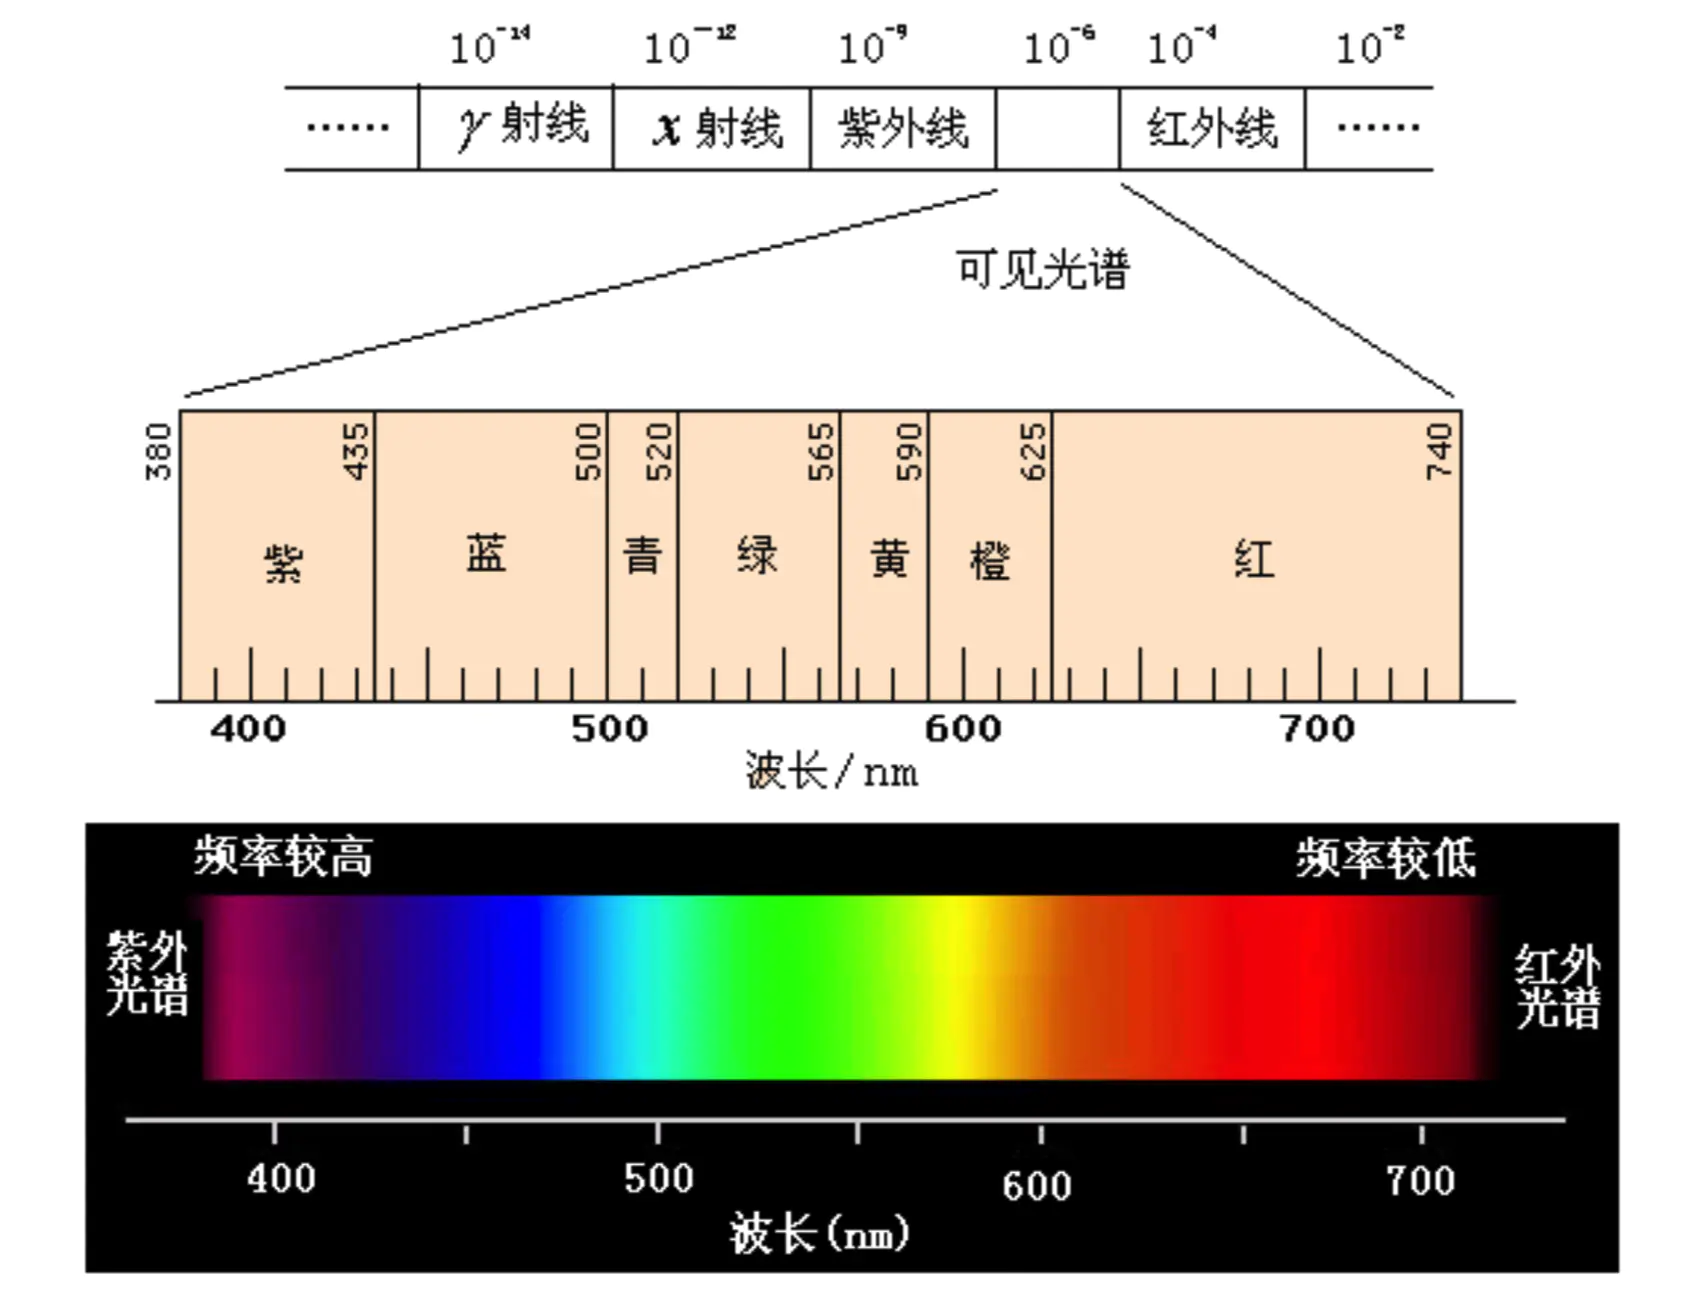 10⁻¹⁴ 10⁻¹² 10⁻⁹ 10⁻⁶ 10⁻⁴ 10⁻²
…… γ射线 x射线 紫外线 红外线 ……
可见光谱
380 435 500 520 565 590 625 740
紫 蓝 青 绿 黄 橙 红
400 500 600 700
波长/nm
频率较高 频率较低
紫外
光谱
红外
光谱
400 500 600 700
波长(nm)